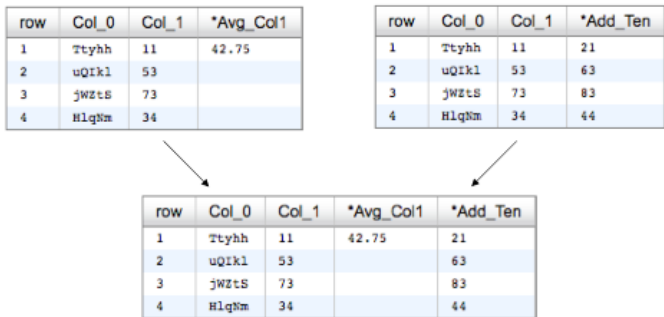 row Col_0 Col_1 *Avg_Col1
1 Ttyhh 11 42.75
2 uQIkl 53
3 jWZtS 73
4 HlqNm 34
row Col_0 Col_1 *Add_Ten
1 Ttyhh 11 21
2 uQIkl 53 63
3 jWZtS 73 83
4 HlqNm 34 44
row Col_0 Col_1 *Avg_Col1 *Add_Ten
1 Ttyhh 11 42.75 21
2 uQIkl 53 63
3 jWZtS 73 83
4 HlqNm 34 44